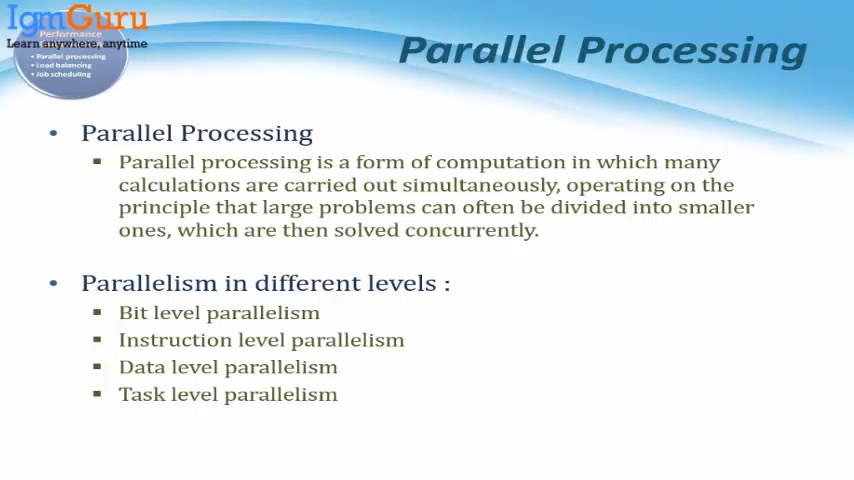 IgmGuru
Learn anywhere, anytime
Performance
• Parallel processing
• Load balancing
• Job scheduling
Parallel Processing
• Parallel Processing
▪ Parallel processing is a form of computation in which many
calculations are carried out simultaneously, operating on the
principle that large problems can often be divided into smaller
ones, which are then solved concurrently.
• Parallelism in different levels :
▪ Bit level parallelism
▪ Instruction level parallelism
▪ Data level parallelism
▪ Task level parallelism